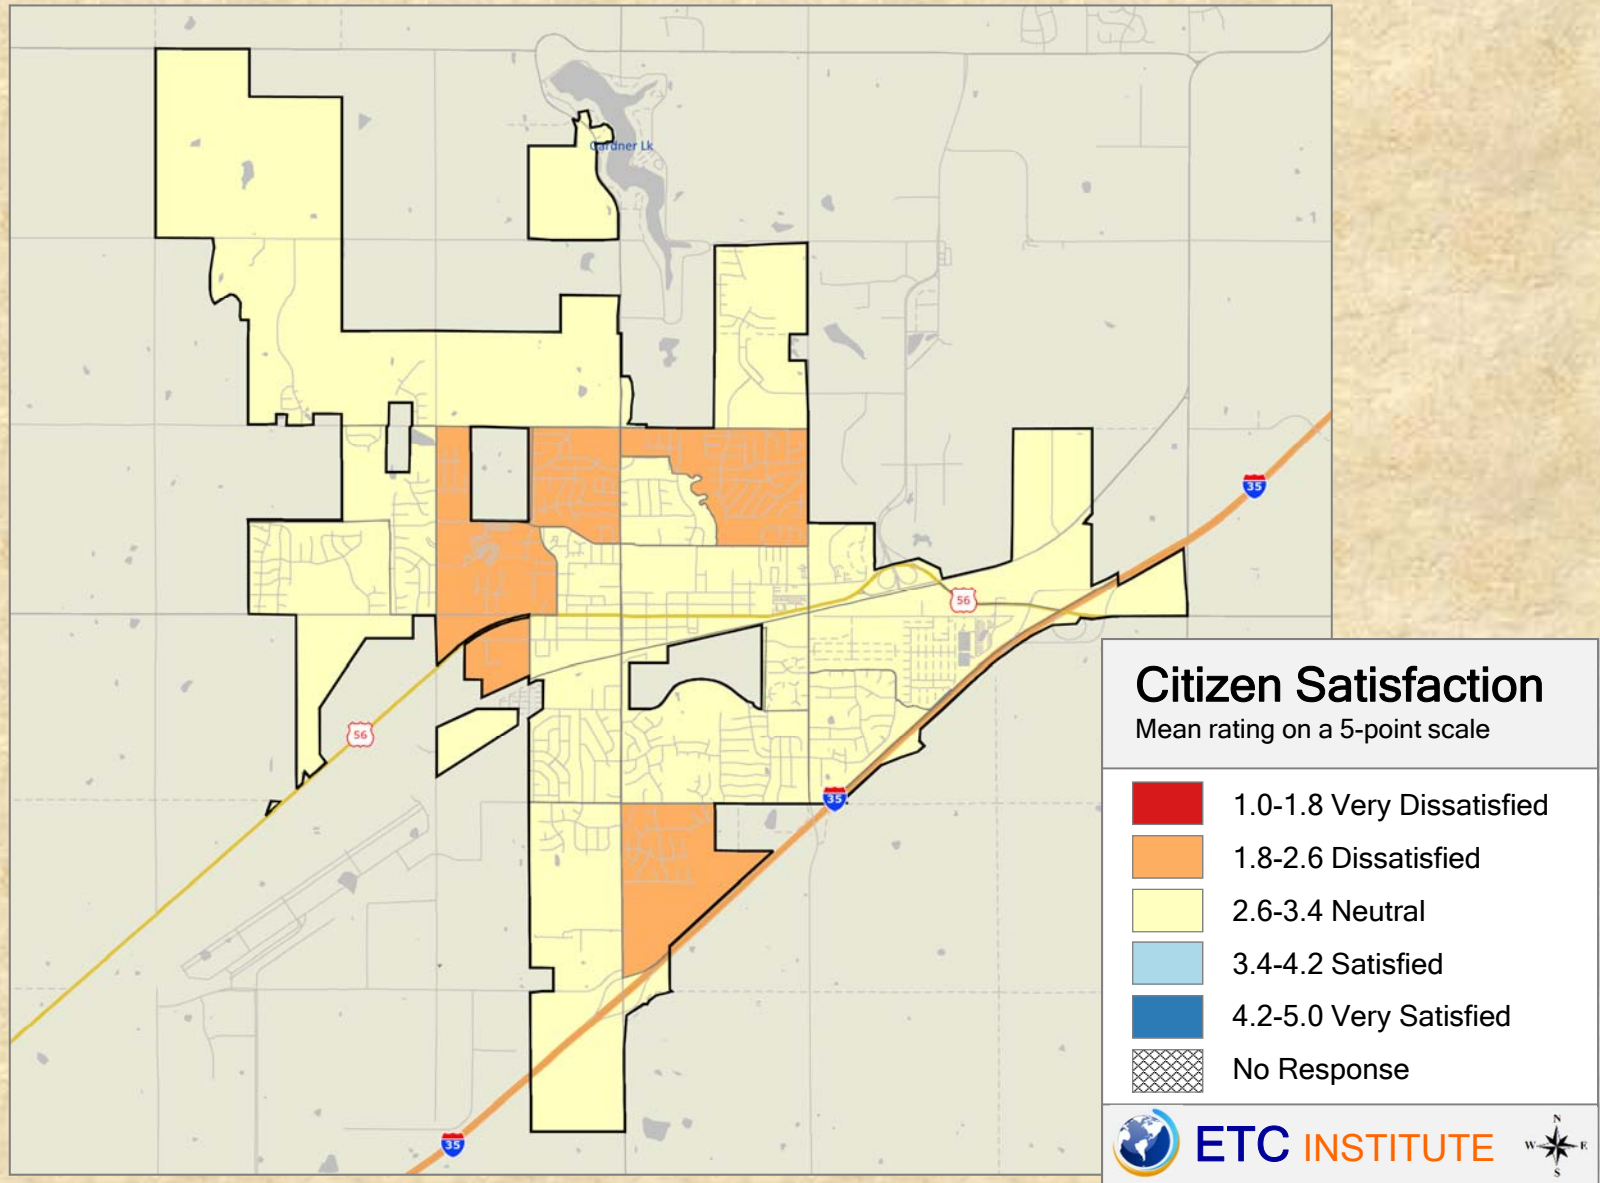 Gardner Lk
35
56
56
35
35
Citizen Satisfaction
Mean rating on a 5-point scale
1.0-1.8 Very Dissatisfied
1.8-2.6 Dissatisfied
2.6-3.4 Neutral
3.4-4.2 Satisfied
4.2-5.0 Very Satisfied
No Response
ETC INSTITUTE
N
W E
S